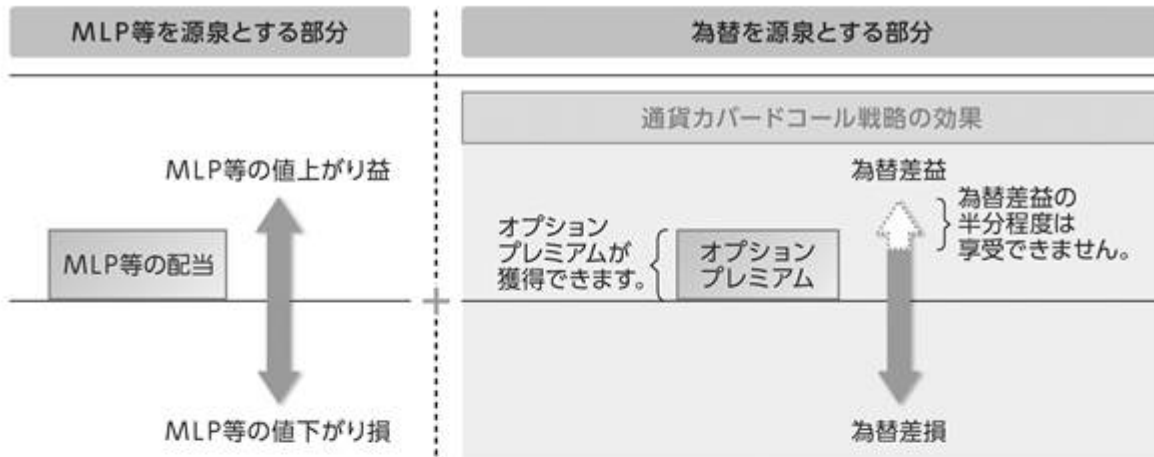 MLP等を源泉とする部分
為替を源泉とする部分
通貨カバードコール戦略の効果
MLP等の値上がり益
為替差益
為替差益の
半分程度は
享受できません。
オプション
プレミアムが
獲得できます。
MLP等の配当
オプション
プレミアム
+
MLP等の値下がり損
為替差損